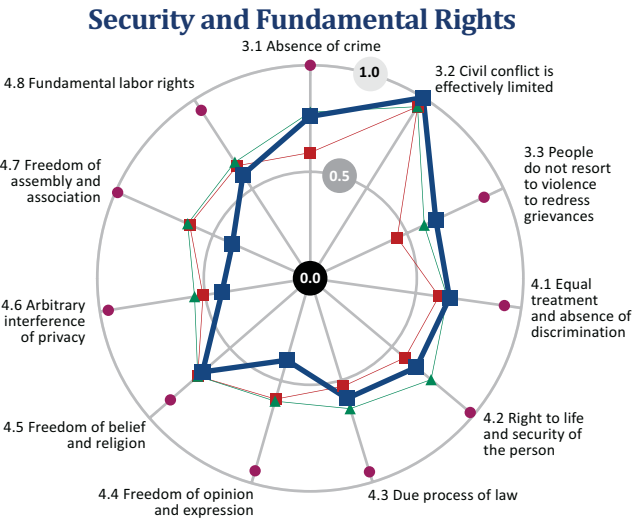 Security and Fundamental Rights
3.1 Absence of crime
1.0
3.2 Civil conflict is
effectively limited
4.8 Fundamental labor rights
3.3 People
do not resort
to violence
to redress
grievances
4.7 Freedom of
assembly and
association
0.5
0.0
4.1 Equal
treatment
and absence of
discrimination
4.6 Arbitrary
interference
of privacy
4.2 Right to life
and security of
the person
4.5 Freedom of belief
and religion
4.4 Freedom of opinion
and expression
4.3 Due process of law